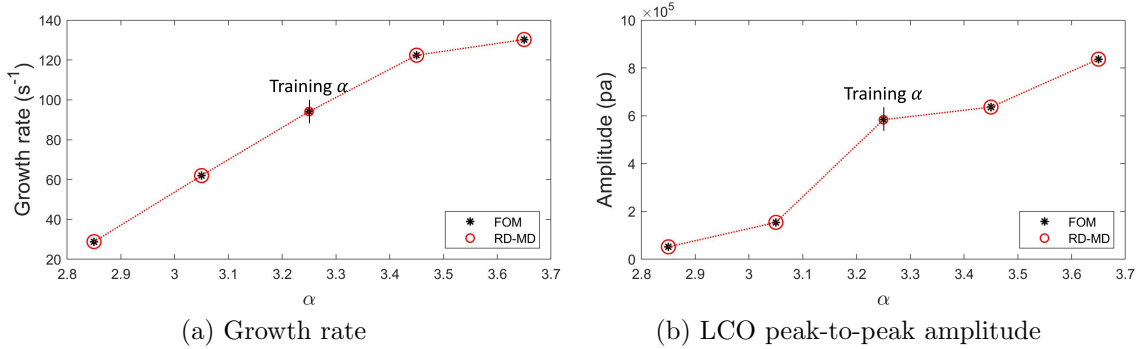 140
120
100
80
60
40
20
Growth rate (s⁻¹)
Training α
FOM
RD-MD
2.8 2.9 3 3.1 3.2 3.3 3.4 3.5 3.6 3.7
α
(a) Growth rate
×10⁵
10
8
6
4
2
0
Amplitude (pa)
Training α
FOM
RD-MD
2.8 2.9 3 3.1 3.2 3.3 3.4 3.5 3.6 3.7
α
(b) LCO peak-to-peak amplitude